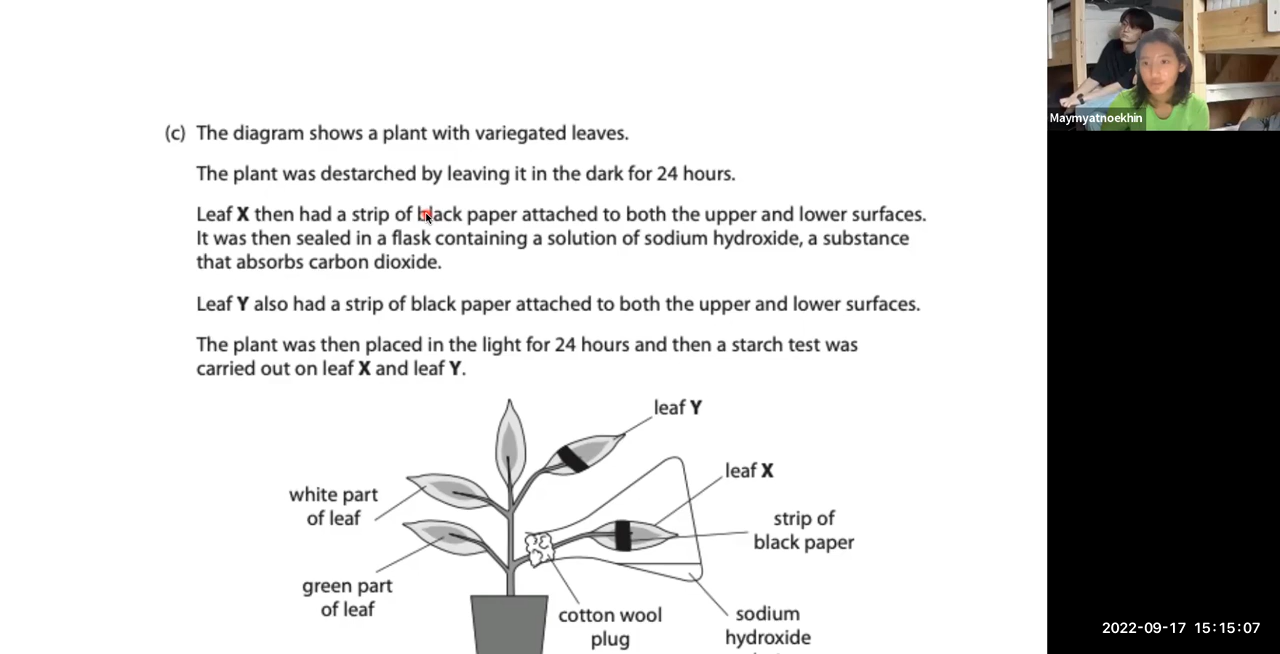 (c) The diagram shows a plant with variegated leaves.
The plant was destarched by leaving it in the dark for 24 hours.
Leaf X then had a strip of black paper attached to both the upper and lower surfaces.
It was then sealed in a flask containing a solution of sodium hydroxide, a substance
that absorbs carbon dioxide.
Leaf Y also had a strip of black paper attached to both the upper and lower surfaces.
The plant was then placed in the light for 24 hours and then a starch test was
carried out on leaf X and leaf Y.
leaf Y
leaf X
white part
of leaf
strip of
black paper
green part
of leaf
cotton wool
plug
sodium
hydroxide
Maymyatnoekhin
2022-09-17 15:15:07